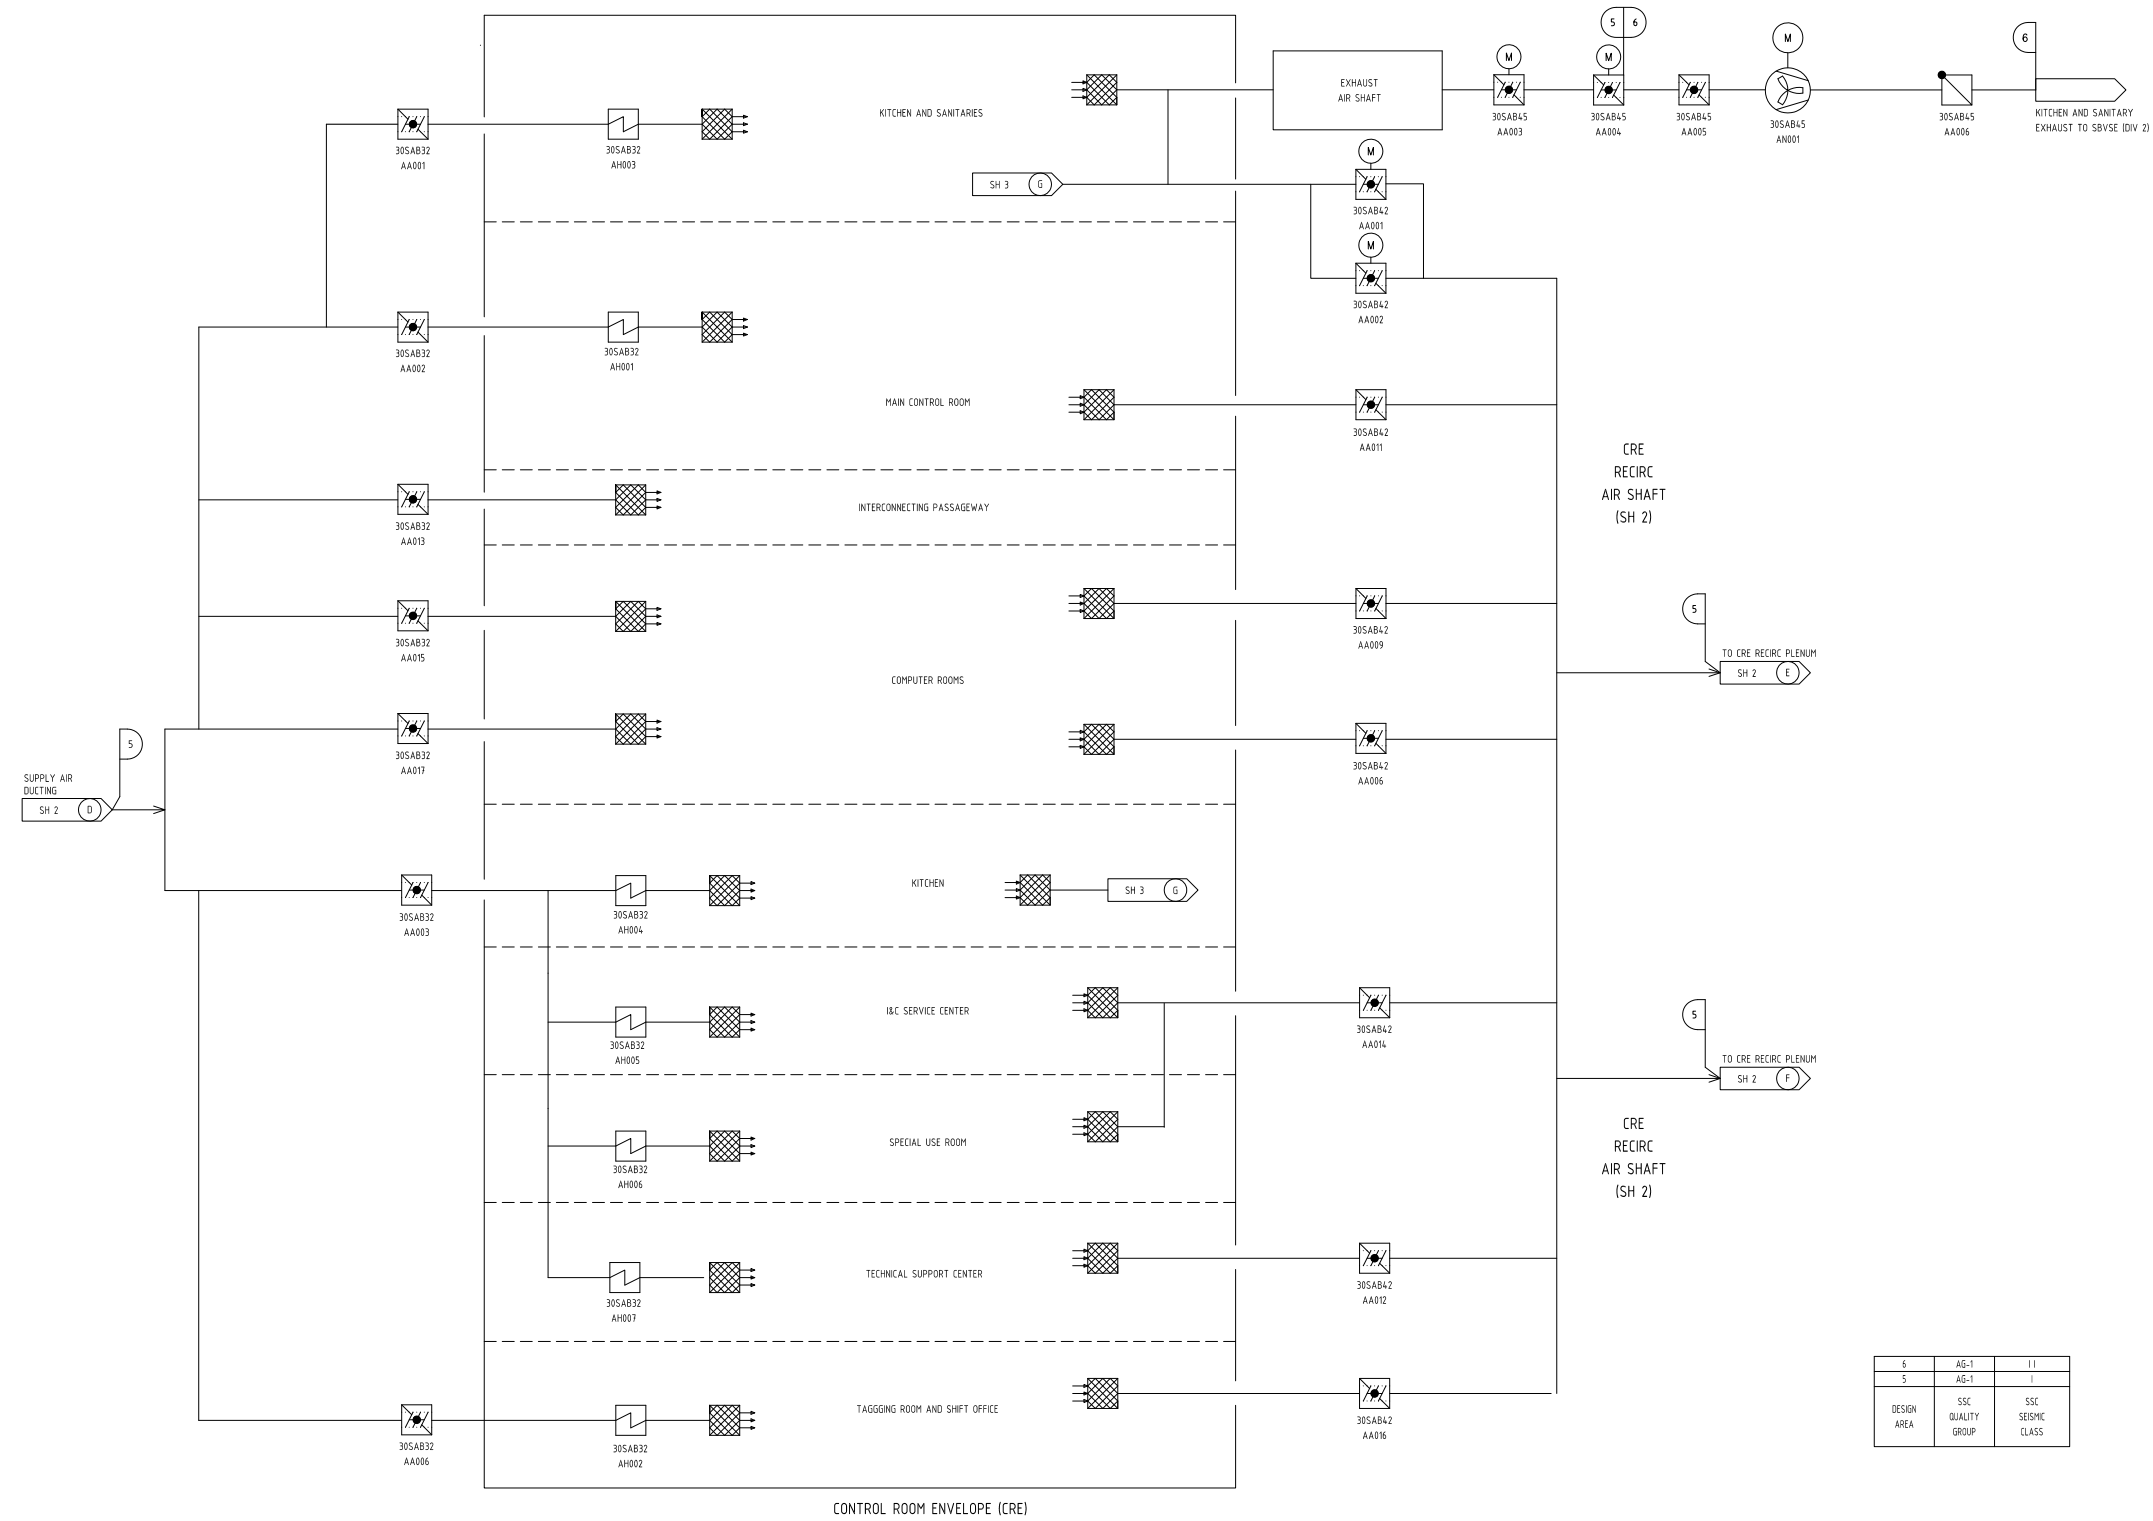 5 6
M
6
M
M
EXHAUST
AIR SHAFT
KITCHEN AND SANITARIES
30SAB45
AA003
30SAB45
AA004
30SAB45
AA005
30SAB45
AN001
30SAB45
AA006
KITCHEN AND SANITARY
EXHAUST TO SBVSE (DIV 2)
30SAB32
AA001
30SAB32
AH003
M
SH 3 G
30SAB42
AA001
M
30SAB42
AA002
30SAB32
AA002
30SAB32
AH001
MAIN CONTROL ROOM
30SAB42
AA011
CRE
RECIRC
AIR SHAFT
(SH 2)
INTERCONNECTING PASSAGEWAY
30SAB32
AA013
5
30SAB32
AA015
30SAB42
AA009
TO CRE RECIRC PLENUM
SH 2 E
COMPUTER ROOMS
5
30SAB32
AA017
30SAB42
AA006
SUPPLY AIR
DUCTING
SH 2 D
KITCHEN
SH 3 G
30SAB32
AA003
30SAB32
AH004
I&C SERVICE CENTER
5
30SAB32
AH005
30SAB42
AA014
TO CRE RECIRC PLENUM
SH 2 F
CRE
RECIRC
AIR SHAFT
(SH 2)
SPECIAL USE ROOM
30SAB32
AH006
TECHNICAL SUPPORT CENTER
30SAB32
AH007
30SAB42
AA012
TAGGGING ROOM AND SHIFT OFFICE
30SAB42
AA016
30SAB32
AA006
30SAB32
AH002
6 AG-1 II
5 AG-1 I
DESIGN
AREA
SSC
QUALITY
GROUP
SSC
SEISMIC
CLASS
CONTROL ROOM ENVELOPE (CRE)